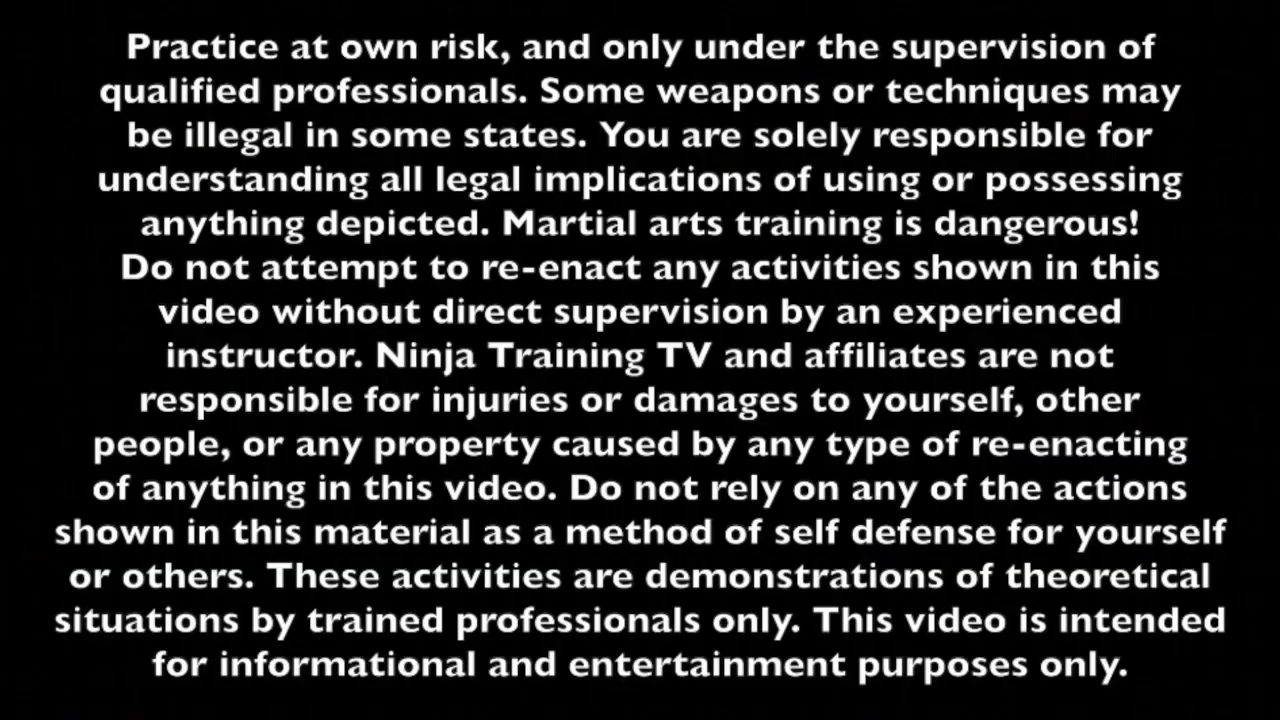 Practice at own risk, and only under the supervision of
qualified professionals. Some weapons or techniques may
be illegal in some states. You are solely responsible for
understanding all legal implications of using or possessing
anything depicted. Martial arts training is dangerous!
Do not attempt to re-enact any activities shown in this
video without direct supervision by an experienced
instructor. Ninja Training TV and affiliates are not
responsible for injuries or damages to yourself, other
people, or any property caused by any type of re-enacting
of anything in this video. Do not rely on any of the actions
shown in this material as a method of self defense for yourself
or others. These activities are demonstrations of theoretical
situations by trained professionals only. This video is intended
for informational and entertainment purposes only.